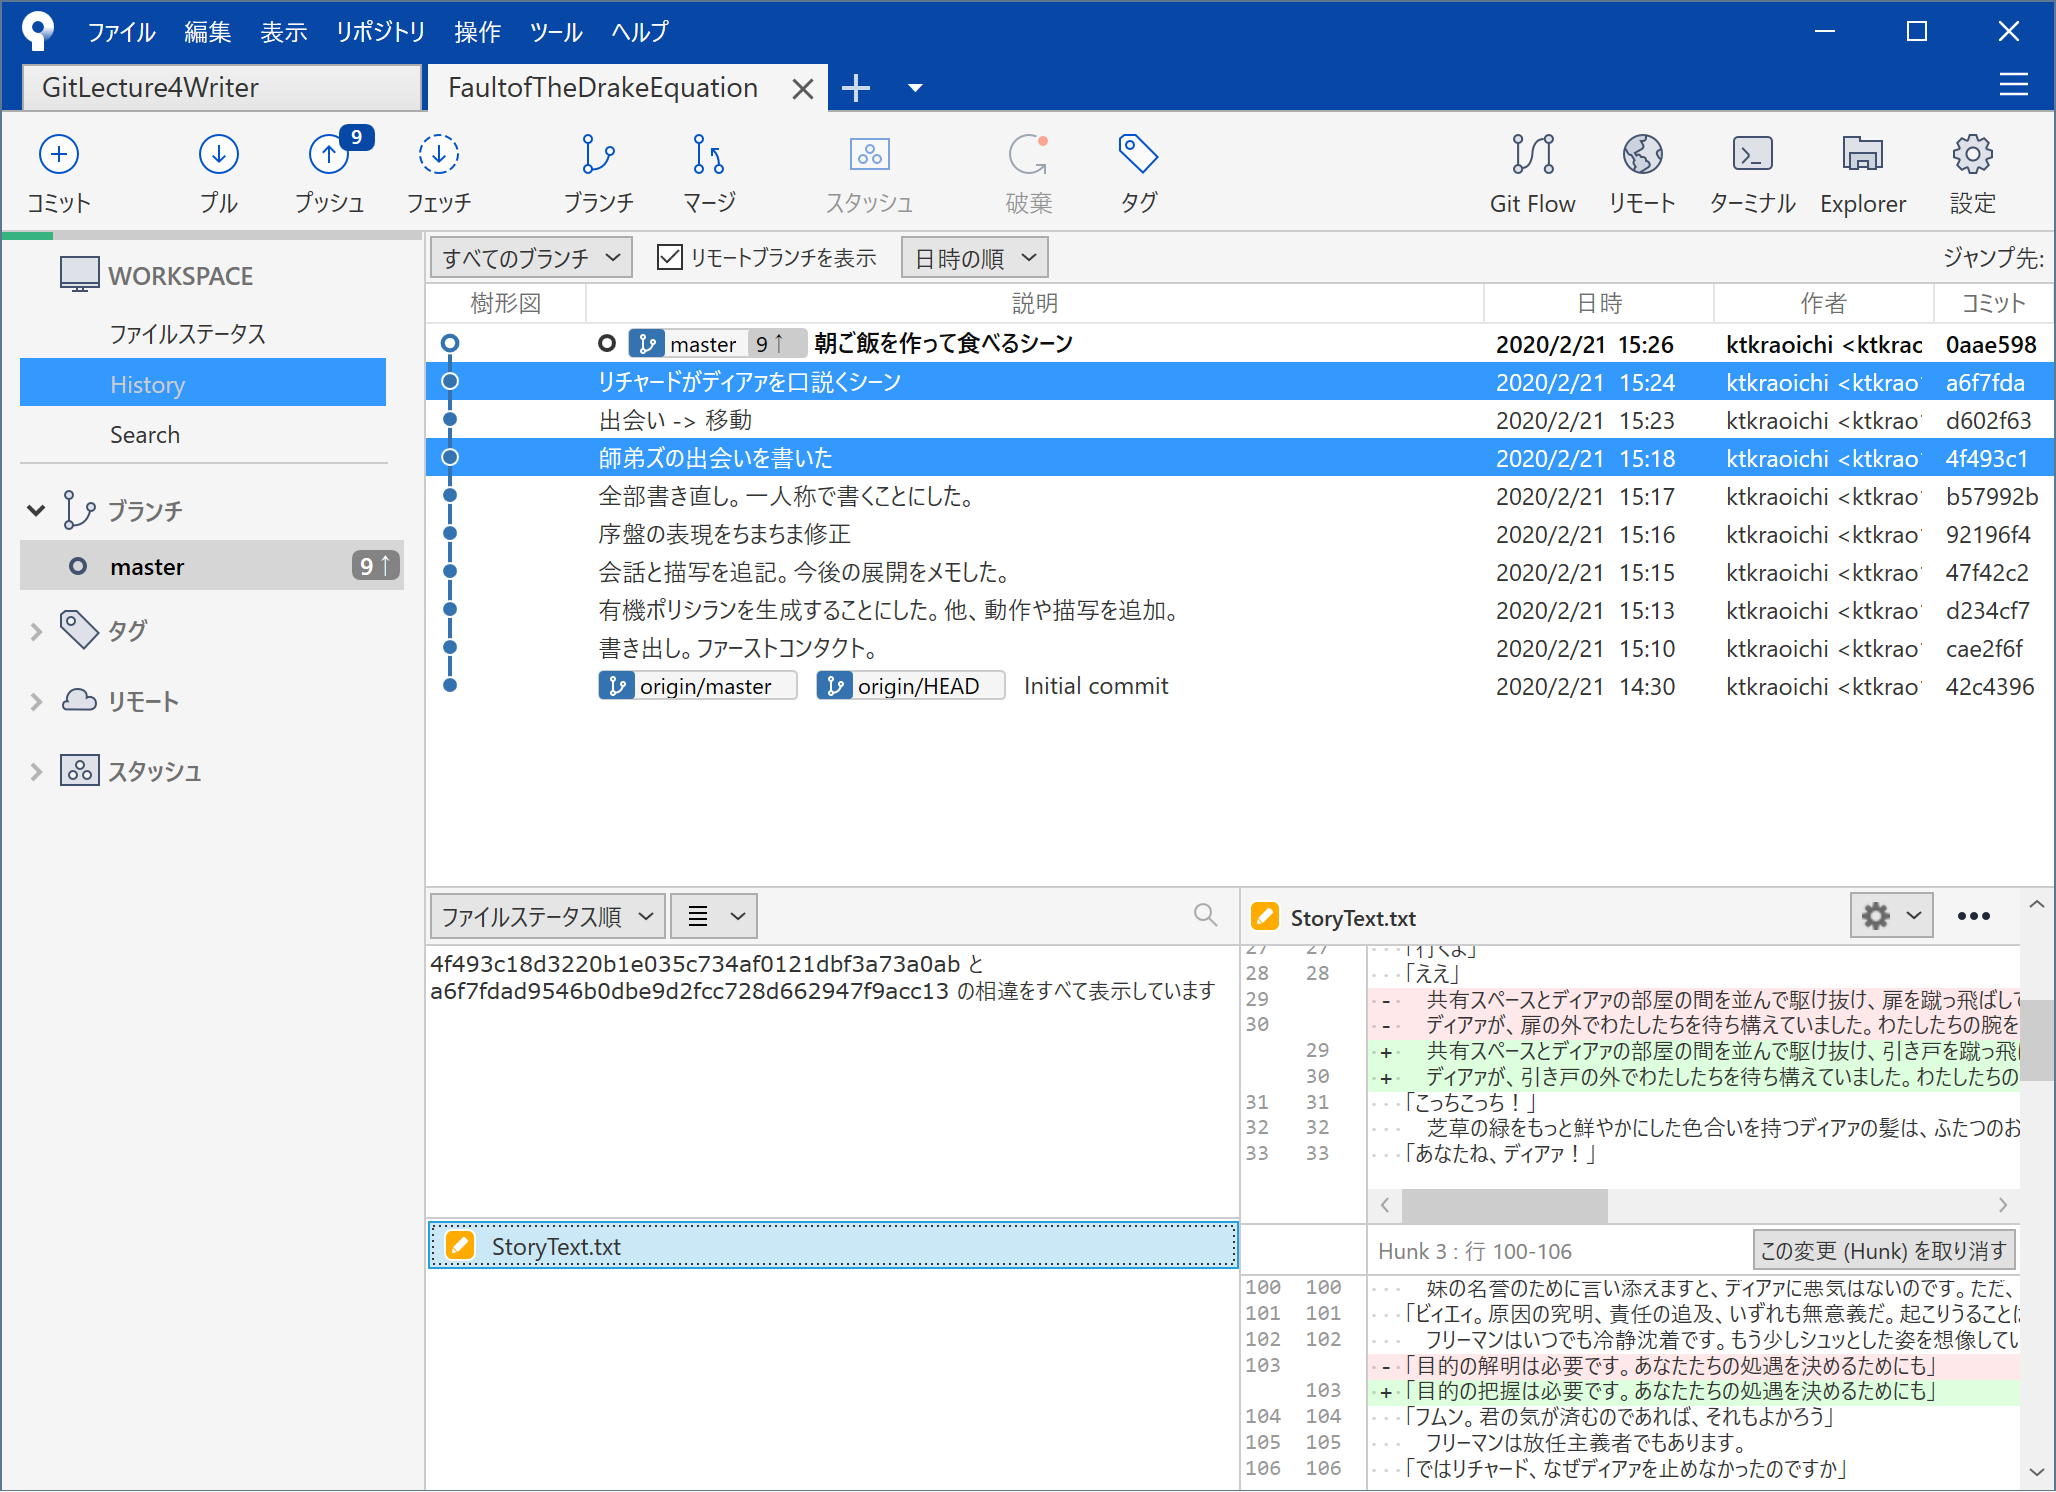 ファイル 編集 表示 リポジトリ 操作 ツール ヘルプ
GitLecture4Writer FaultofTheDrakeEquation
9
コミット プル プッシュ フェッチ ブランチ マージ スタッシュ 破棄 タグ Git Flow リモート ターミナル Explorer 設定
WORKSPACE
ファイルステータス
History
Search
ブランチ
master 9↑
タグ
リモート
スタッシュ
すべてのブランチ リモートブランチを表示 日時の順 ジャンプ先:
樹形図 説明 日時 作者 コミット
master 9↑ 朝ご飯を作って食べるシーン 2020/2/21 15:26 ktkraoichi <ktkrao 0aae598
リチャードがディアァを口説くシーン 2020/2/21 15:24 ktkraoichi <ktkrao a6f7fda
出会い -> 移動 2020/2/21 15:23 ktkraoichi <ktkrao d602f63
師弟ズの出会いを書いた 2020/2/21 15:18 ktkraoichi <ktkrao 4f493c1
全部書き直し。一人称で書くことにした。 2020/2/21 15:17 ktkraoichi <ktkrao b57992b
序盤の表現をちまちま修正 2020/2/21 15:16 ktkraoichi <ktkrao 92196f4
会話と描写を追記。今後の展開をメモした。 2020/2/21 15:15 ktkraoichi <ktkrao 47f42c2
有機ポリシランを生成することにした。他、動作や描写を追加。 2020/2/21 15:13 ktkraoichi <ktkrao d234cf7
書き出し。ファーストコンタクト。 2020/2/21 15:10 ktkraoichi <ktkrao cae2f6f
origin/master origin/HEAD Initial commit 2020/2/21 14:30 ktkraoichi <ktkrao 42c4396
ファイルステータス順
4f493c18d3220b1e035c734af0121dbf3a73a0ab と
a6f7fdad9546b0dbe9d2fcc728d662947f9acc13 の相違をすべて表示しています
StoryText.txt
StoryText.txt
27 27 「行くよ」
28 28 「ええ」
29 - 共有スペースとディアァの部屋の間を並んで駆け抜け、扉を蹴っ飛ばして
30 - ディアァが、扉の外でわたしたちを待ち構えていました。わたしたちの腕を
29 + 共有スペースとディアァの部屋の間を並んで駆け抜け、引き戸を蹴っ飛ば
30 + ディアァが、引き戸の外でわたしたちを待ち構えていました。わたしたちの
31 31 「こっちこっち！」
32 32 芝草の緑をもっと鮮やかにした色合いを持つディアァの髪は、ふたつのお
33 33 「あなたね、ディアァ！」
Hunk 3 : 行 100-106 この変更 (Hunk) を取り消す
100 100 妹の名誉のために言い添えますと、ディアァに悪気はないのです。ただ、
101 101 「ビィエィ。原因の究明、責任の追及、いずれも無意義だ。起こりうることは
102 102 フリーマンはいつでも冷静沈着です。もう少しシュッとした姿を想像してい
103 - 「目的の解明は必要です。あなたたちの処遇を決めるためにも」
103 + 「目的の把握は必要です。あなたたちの処遇を決めるためにも」
104 104 「フムン。君の気が済むのであれば、それもよかろう」
105 105 フリーマンは放任主義者でもあります。
106 106 「ではリチャード、なぜディアァを止めなかったのですか」